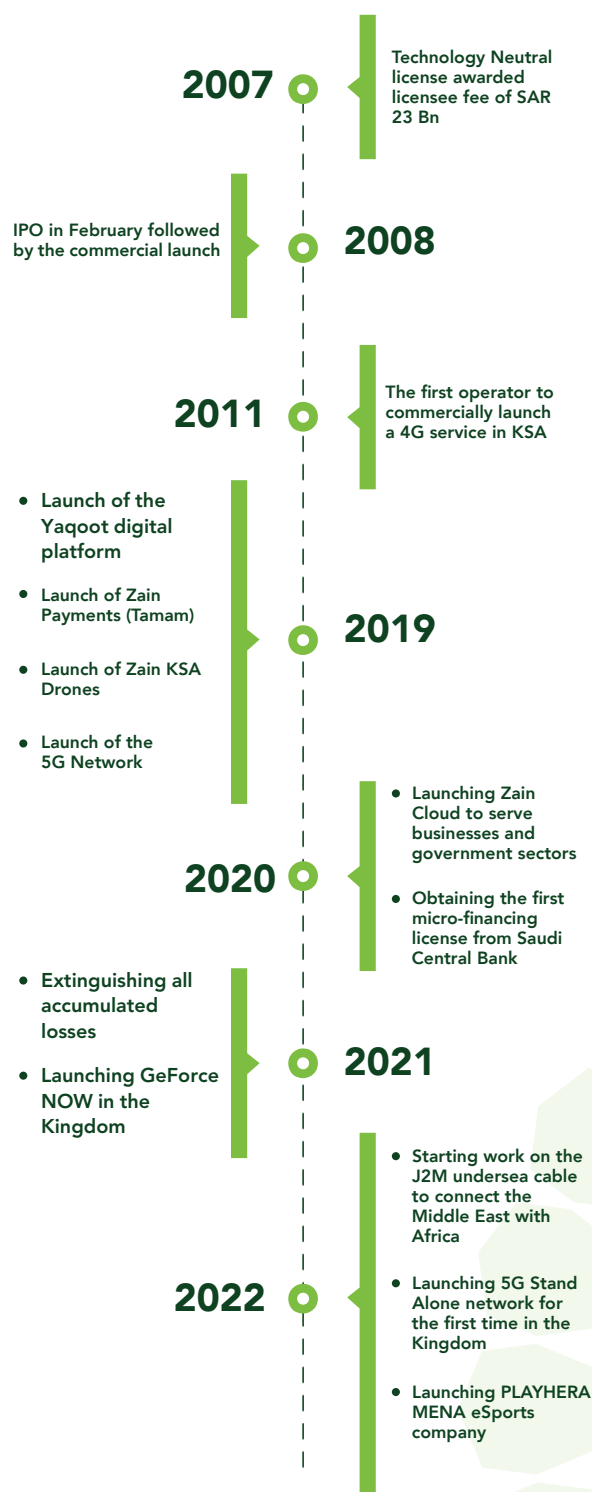 2007
Technology Neutral
license awarded
licensee fee of SAR
23 Bn
IPO in February followed
by the commercial launch
2008
2011
The first operator to
commercially launch
a 4G service in KSA
• Launch of the
Yaqoot digital
platform
• Launch of Zain
Payments (Tamam)
• Launch of Zain KSA
Drones
• Launch of the
5G Network
2019
2020
• Launching Zain
Cloud to serve
businesses and
government sectors
• Obtaining the first
micro-financing
license from Saudi
Central Bank
• Extinguishing all
accumulated
losses
• Launching GeForce
NOW in the
Kingdom
2021
2022
• Starting work on the
J2M undersea cable
to connect the
Middle East with
Africa
• Launching 5G Stand
Alone network for
the first time in the
Kingdom
• Launching PLAYHERA
MENA eSports
company